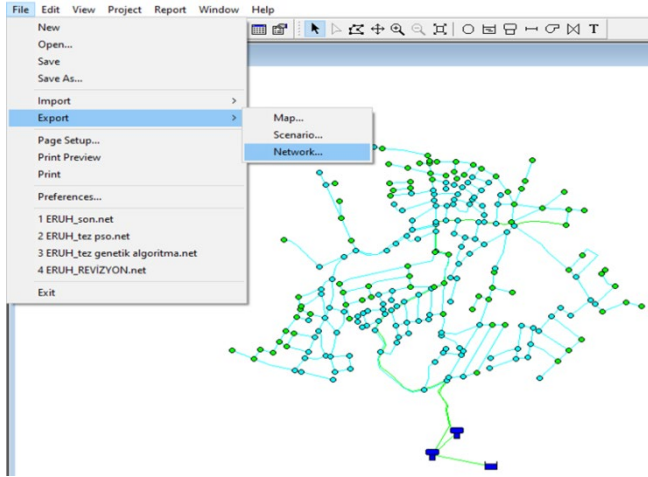 File Edit View Project Report Window Help
T
New
Open...
Save
Save As...
Import >
Export >
Map...
Scenario...
Network...
Page Setup...
Print Preview
Print
Preferences...
1 ERUH_son.net
2 ERUH_tez pso.net
3 ERUH_tez genetik algoritma.net
4 ERUH_REVİZYON.net
Exit